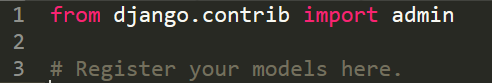 1 from django.contrib import admin
2
3 # Register your models here.